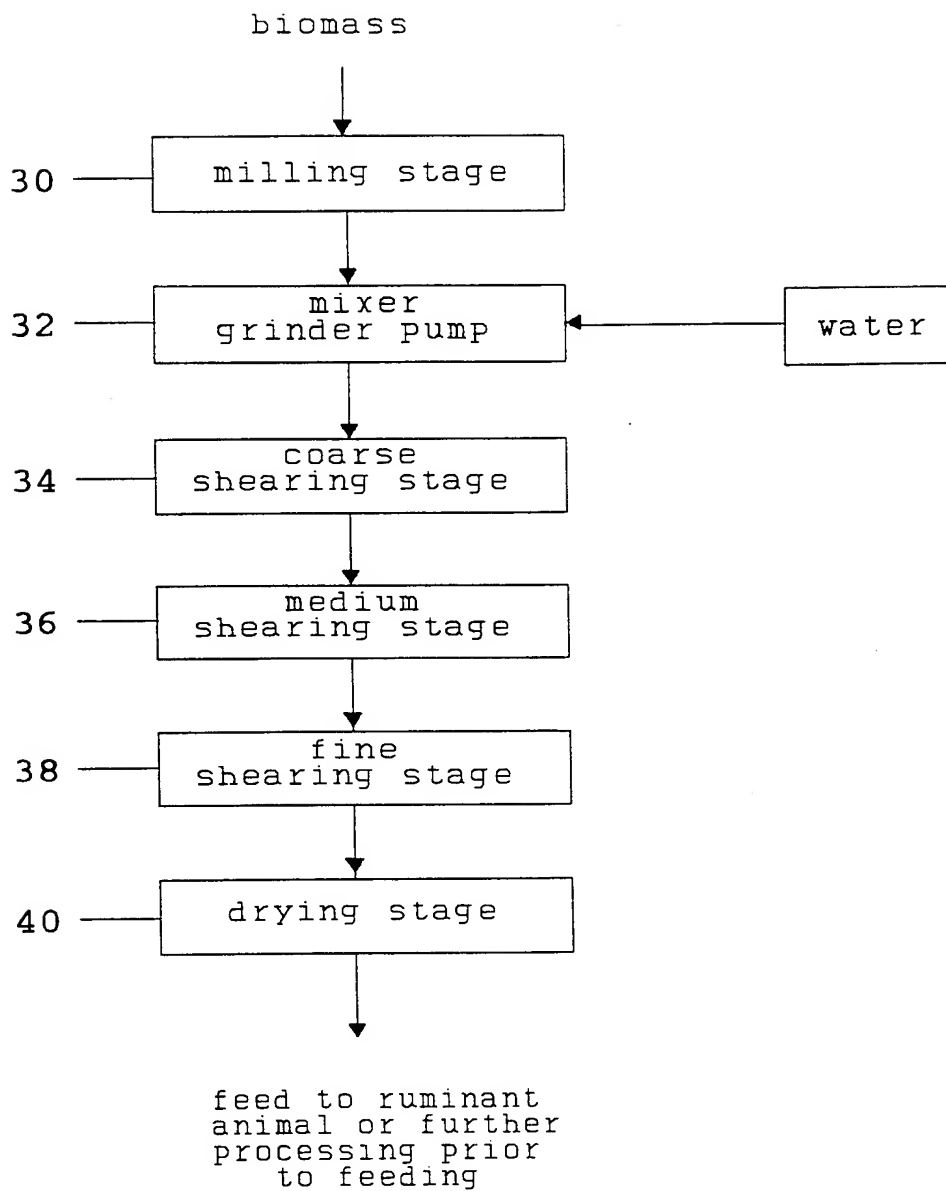 biomass
30
milling stage
32
mixer
grinder pump
water
34
coarse
shearing stage
36
medium
shearing stage
38
fine
shearing stage
40
drying stage
feed to ruminant
animal or further
processing prior
to feeding